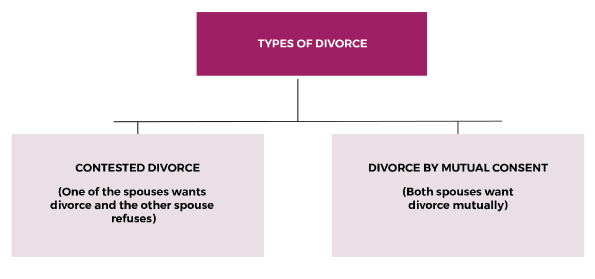 TYPES OF DIVORCE
CONTESTED DIVORCE
(One of the spouses wants
divorce and the other spouse
refuses)
DIVORCE BY MUTUAL CONSENT
(Both spouses want
divorce mutually)